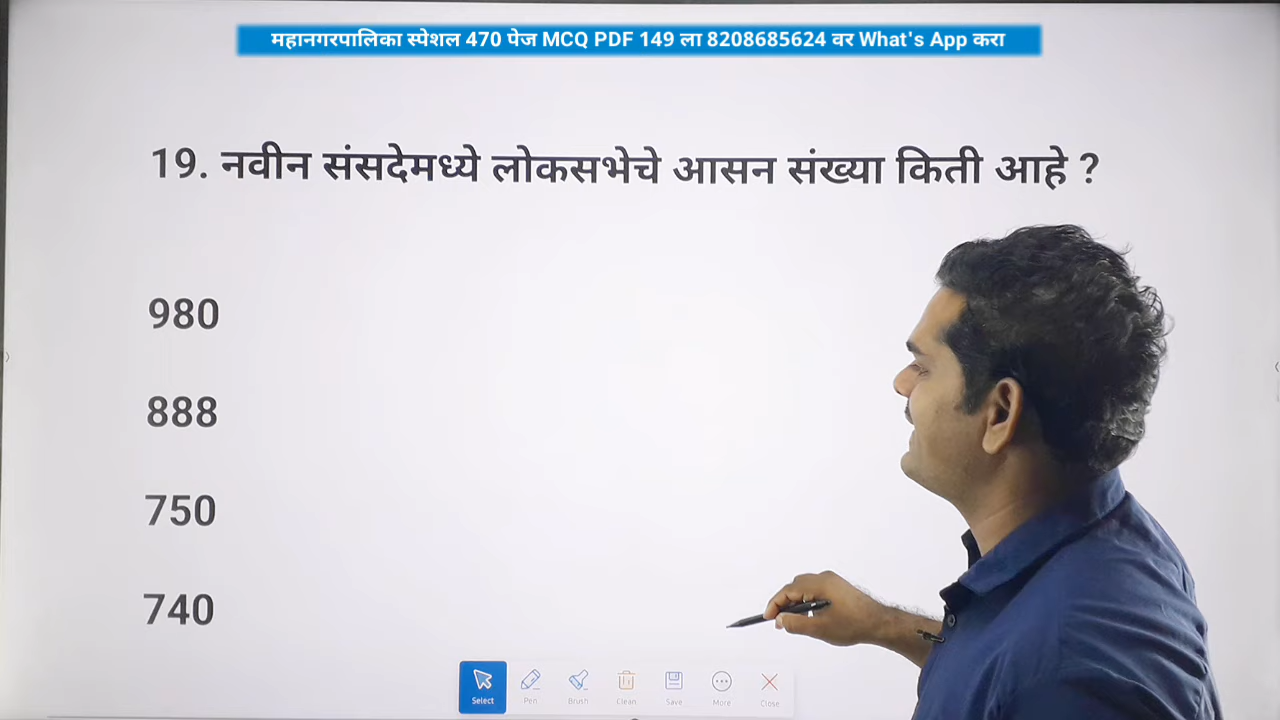 महानगरपालिका स्पेशल 470 पेज MCQ PDF 149 ला 8208685624 वर What's App करा
19. नवीन संसदेमध्ये लोकसभेचे आसन संख्या किती आहे ?
980
888
750
740
Select Pen Brush Clean Save More Close